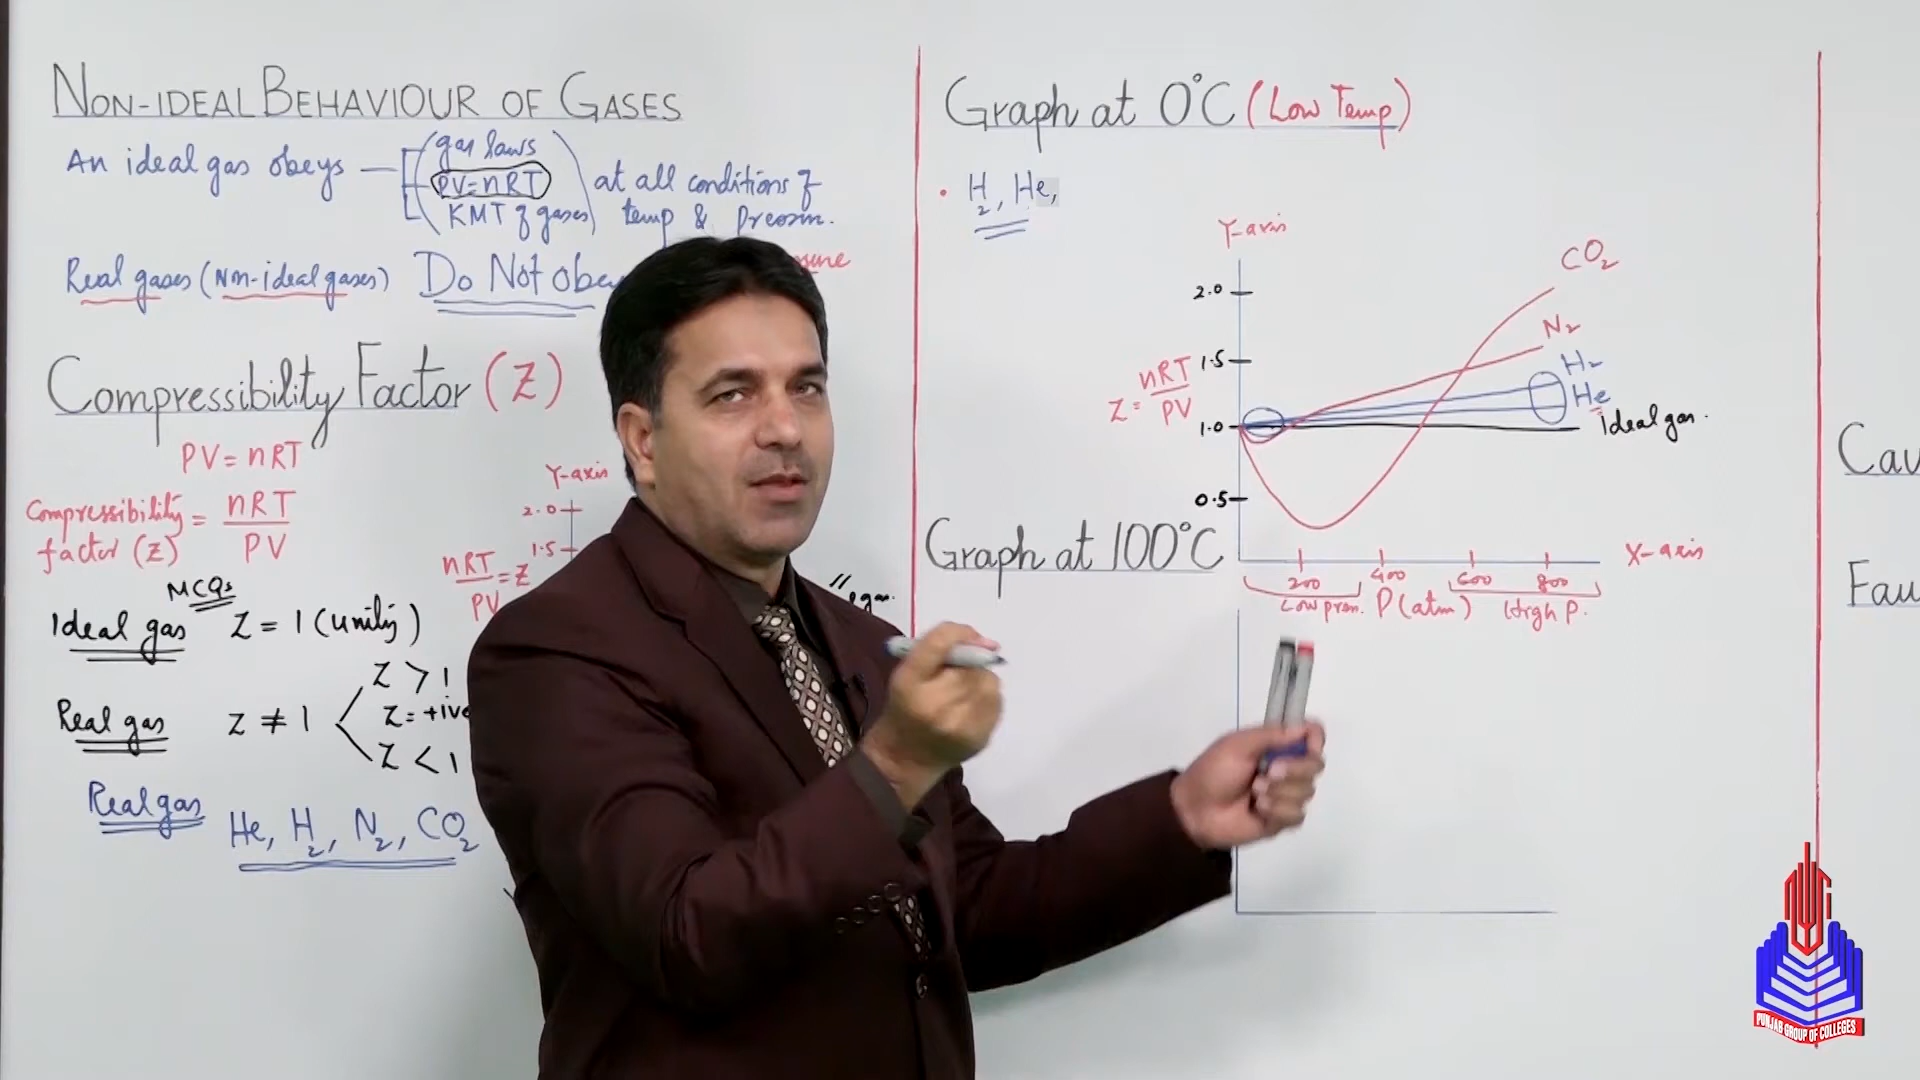 NON-IDEAL BEHAVIOUR OF GASES
An ideal gas obeys — gas laws
PV=nRT
KMT of gases
at all conditions of
temp &
Real gases (Non-ideal gases) Do Not obey
Compressibility Factor (Z)
PV = nRT
Compressibility factor (Z) = nRT
PV
MCQs
Ideal gas Z = 1 (unity)
Real gas Z ≠ 1
Z > 1
Z = +ive
Z < 1
Real gas He, H2, N2, CO2
Y-axis
2.0
1.5
nRT
PV = Z
Graph at 0°C (Low Temp)
• H2, He,
Y-axis
2.0
1.5
1.0
0.5
Z = nRT
PV
CO2
N2
H2
He
Ideal gas.
X-axis
200 400 600 800
Low pres. P(atm) High P.
Graph at 100°C
Cau
Fau
PUNJAB GROUP OF COLLEGES